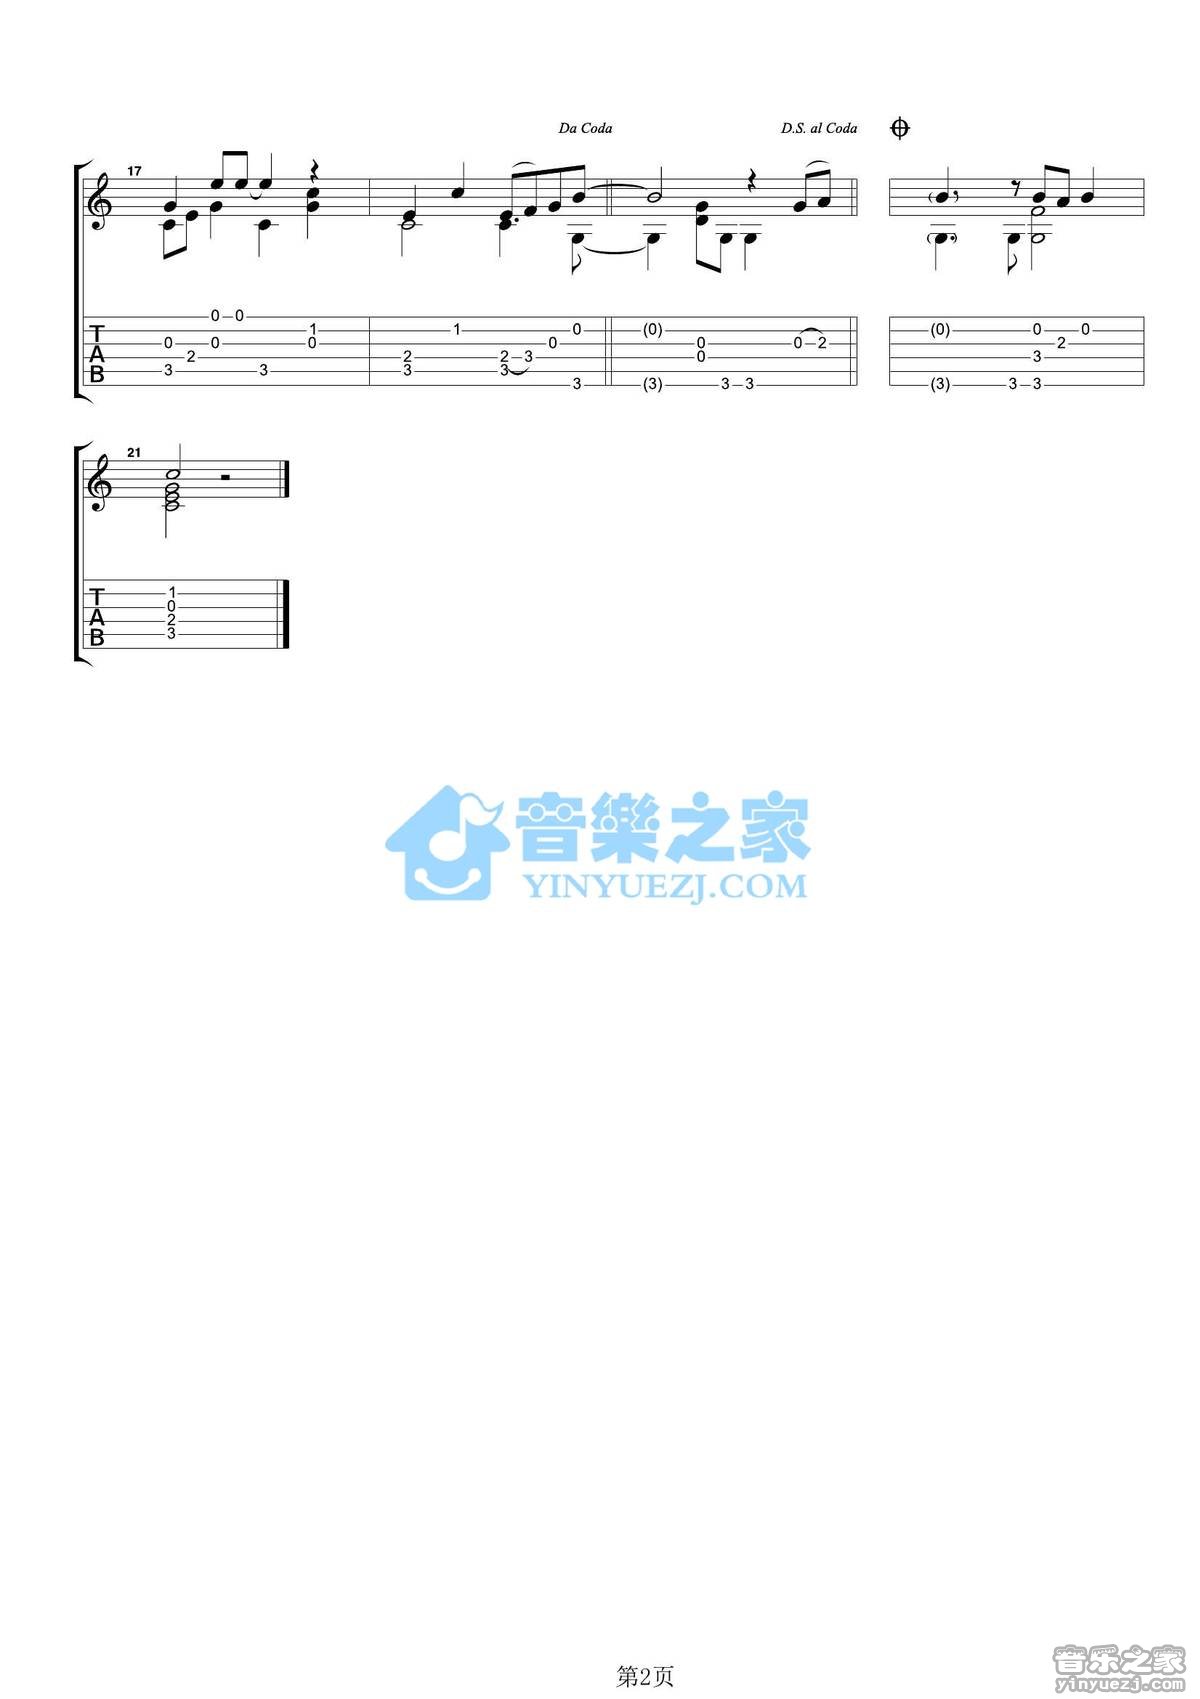 Da Coda D.S. al Coda
17
0 0
1 1 0 (0) 0 0
0 0 0 0 0 0 2 2
2 2 2 3 0 3
3 3 3 3
3 (3) 3 3 (3) 3 3
T
A
B
21
T
A
B
1
0
2
3
音樂之家
YINYUEZJ.COM
第2页
音乐之家
yinyuezj.com